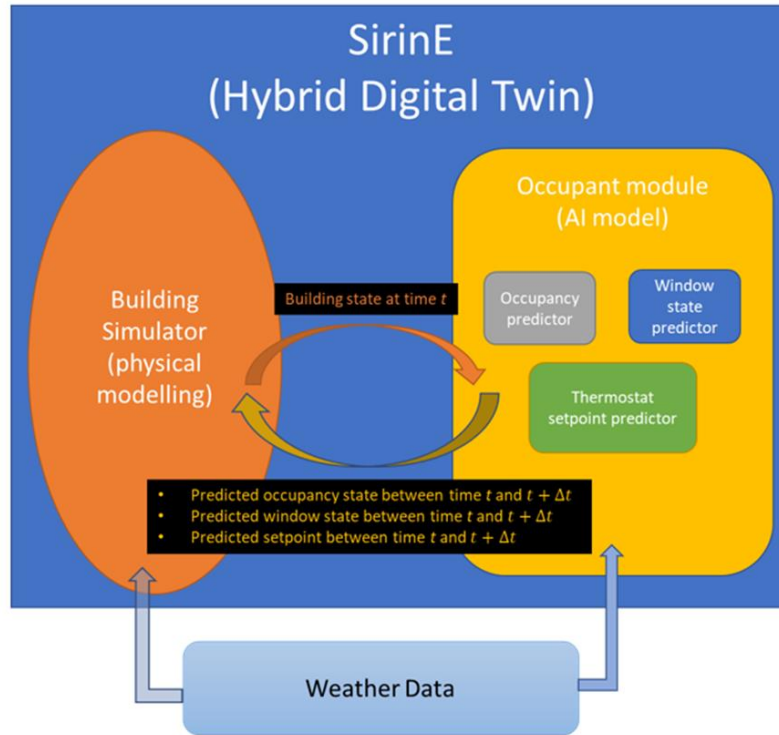 SirinE
(Hybrid Digital Twin)
Occupant module
(AI model)
Building
Simulator
(physical
modelling)
Building state at time t
Occupancy
predictor
Window
state
predictor
Thermostat
setpoint predictor
• Predicted occupancy state between time t and t + Δt
• Predicted window state between time t and t + Δt
• Predicted setpoint between time t and t + Δt
Weather Data